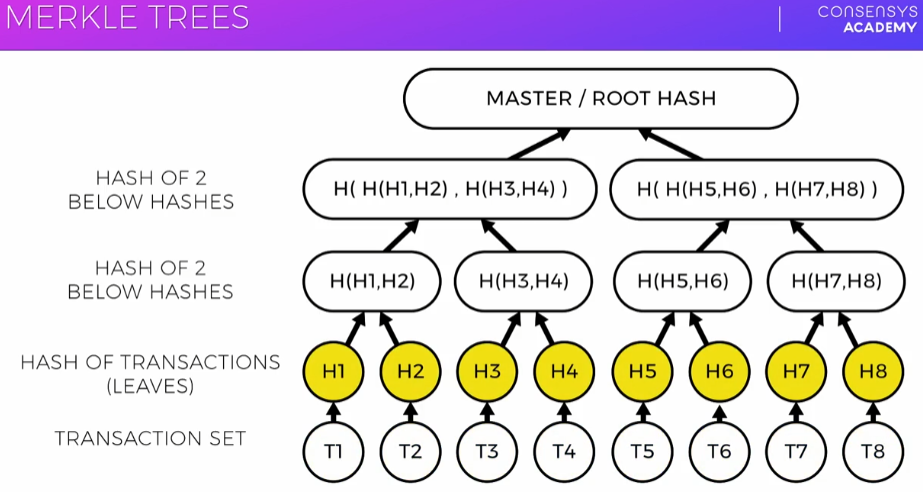 MERKLE TREES
CONSENSYS
ACADEMY
MASTER / ROOT HASH
HASH OF 2
BELOW HASHES
H( H(H1,H2) , H(H3,H4) )
H( H(H5,H6) , H(H7,H8) )
HASH OF 2
BELOW HASHES
H(H1,H2)
H(H3,H4)
H(H5,H6)
H(H7,H8)
HASH OF TRANSACTIONS
(LEAVES)
H1
H2
H3
H4
H5
H6
H7
H8
TRANSACTION SET
T1
T2
T3
T4
T5
T6
T7
T8